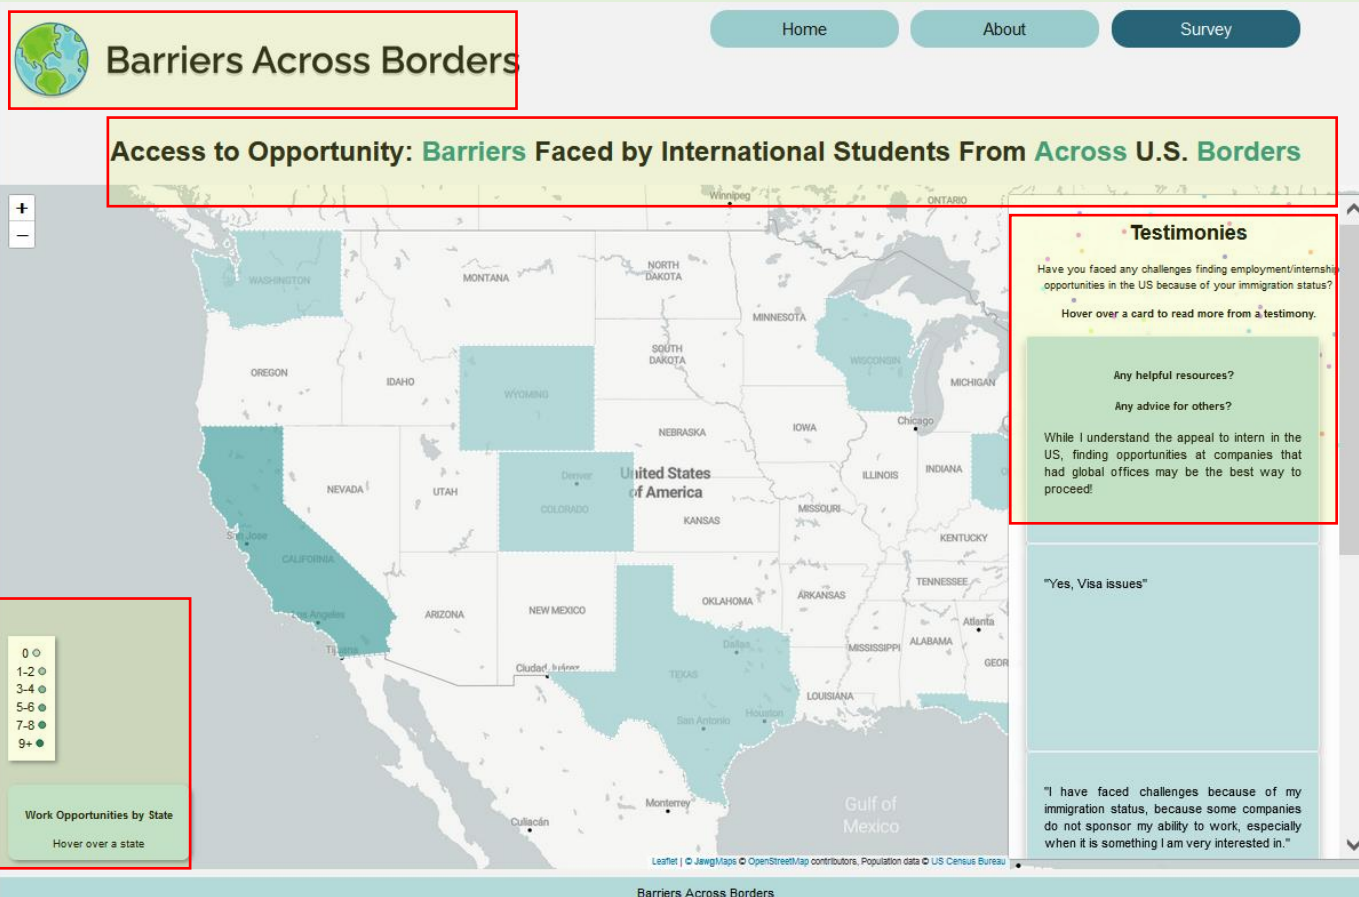 Barriers Across Borders
Home
About
Survey
Access to Opportunity: Barriers Faced by International Students From Across U.S. Borders
+
−
Winnipeg
ONTARIO
WASHINGTON
MONTANA
NORTH
DAKOTA
MINNESOTA
OREGON
IDAHO
WYOMING
SOUTH
DAKOTA
WISCONSIN
MICHIGAN
NEBRASKA
IOWA
Chicago
NEVADA
UTAH
Denver
COLORADO
United States
of America
KANSAS
ILLINOIS
INDIANA
MISSOURI
KENTUCKY
San Jose
CALIFORNIA
Los Angeles
Tijuana
ARIZONA
NEW MEXICO
OKLAHOMA
ARKANSAS
TENNESSEE
Atlanta
MISSISSIPPI
ALABAMA
GEOR
Ciudad Juárez
TEXAS
Dallas
San Antonio
Houston
LOUISIANA
Monterrey
Culiacán
Gulf of
Mexico
Testimonies
Have you faced any challenges finding employment/internship
opportunities in the US because of your immigration status?
Hover over a card to read more from a testimony.
Any helpful resources?
Any advice for others?
While I understand the appeal to intern in the
US, finding opportunities at companies that
had global offices may be the best way to
proceed!
"Yes, Visa issues"
"I have faced challenges because of my
immigration status, because some companies
do not sponsor my ability to work, especially
when it is something I am very interested in."
0
1-2
3-4
5-6
7-8
9+
Work Opportunities by State
Hover over a state
Leaflet | © JawgMaps © OpenStreetMap contributors, Population data © US Census Bureau
Barriers Across Borders